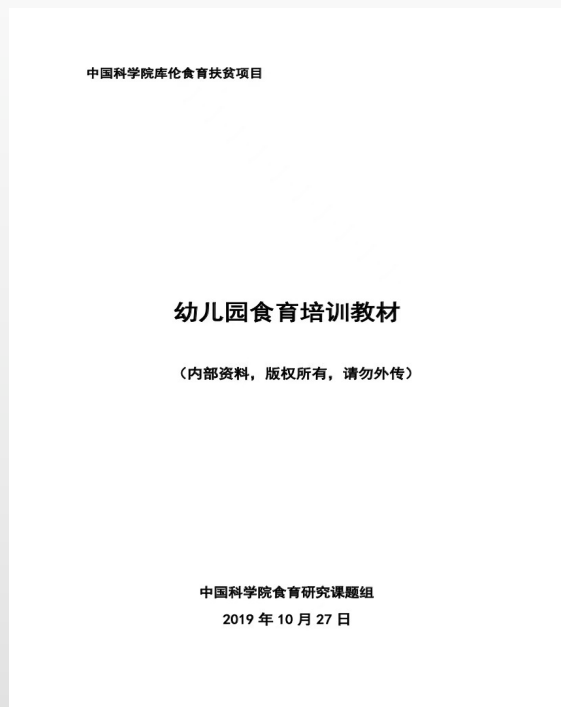 中国科学院库伦食育扶贫项目
幼儿园食育培训教材
（内部资料，版权所有，请勿外传）
中国科学院食育研究课题组
2019 年 10 月 27 日